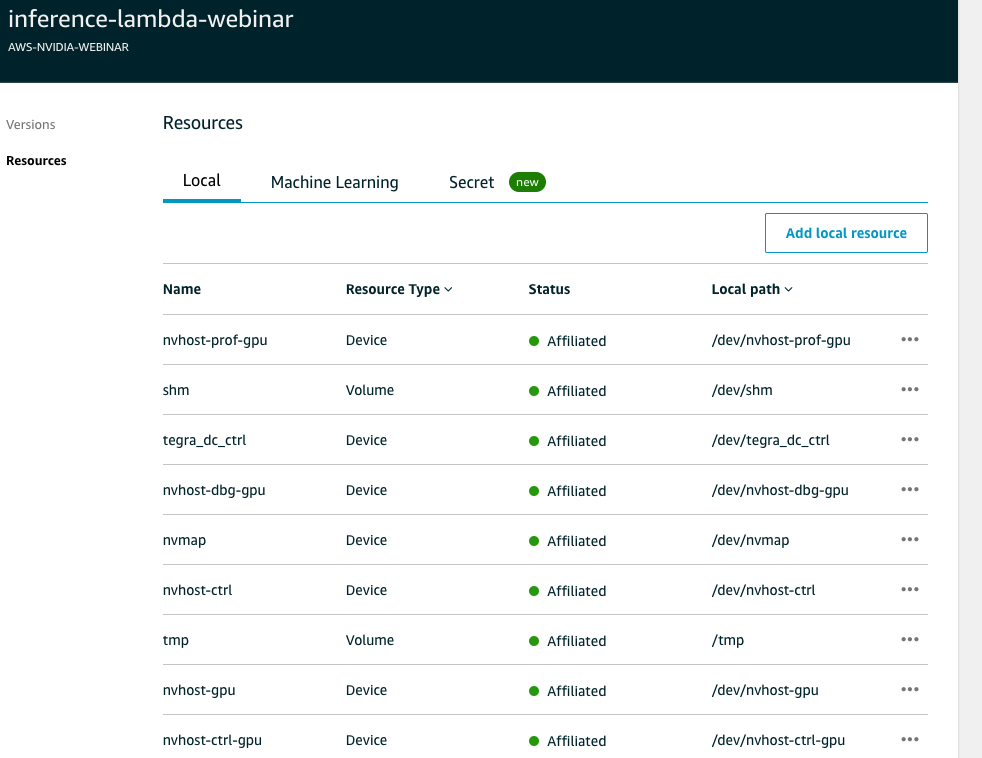 inference-lambda-webinar
AWS-NVIDIA-WEBINAR
Versions
Resources
Resources
Local Machine Learning Secret new
Add local resource
Name Resource Type Status Local path
nvhost-prof-gpu Device Affiliated /dev/nvhost-prof-gpu
shm Volume Affiliated /dev/shm
tegra_dc_ctrl Device Affiliated /dev/tegra_dc_ctrl
nvhost-dbg-gpu Device Affiliated /dev/nvhost-dbg-gpu
nvmap Device Affiliated /dev/nvmap
nvhost-ctrl Device Affiliated /dev/nvhost-ctrl
tmp Volume Affiliated /tmp
nvhost-gpu Device Affiliated /dev/nvhost-gpu
nvhost-ctrl-gpu Device Affiliated /dev/nvhost-ctrl-gpu